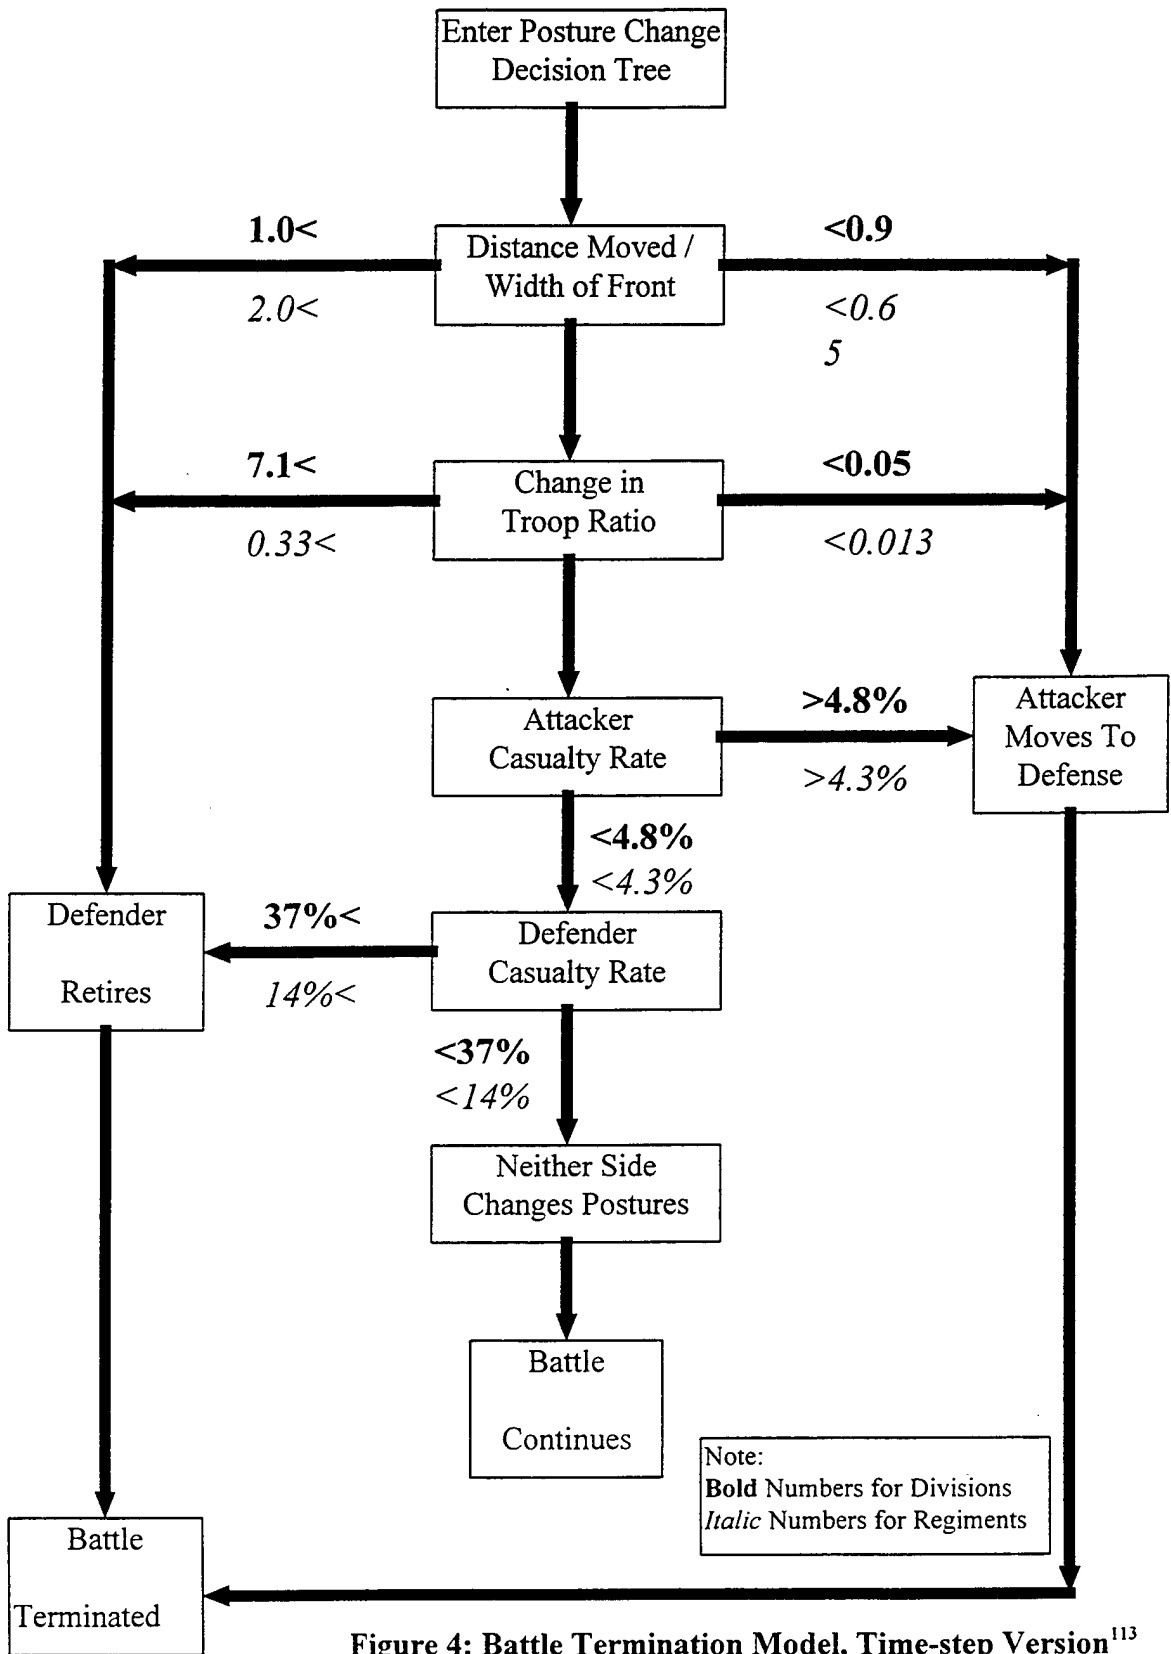 Enter Posture Change
Decision Tree
1.0<
<0.9
Distance Moved /
Width of Front
2.0<
<0.6
5
7.1<
<0.05
Change in
Troop Ratio
0.33<
<0.013
Attacker
Casualty Rate
>4.8%
>4.3%
Attacker
Moves To
Defense
<4.8%
<4.3%
Defender
Retires
37%<
14%<
Defender
Casualty Rate
<37%
<14%
Neither Side
Changes Postures
Battle
Continues
Note:
Bold Numbers for Divisions
Italic Numbers for Regiments
Battle
Terminated
Figure 4: Battle Termination Model, Time-step Version¹¹³